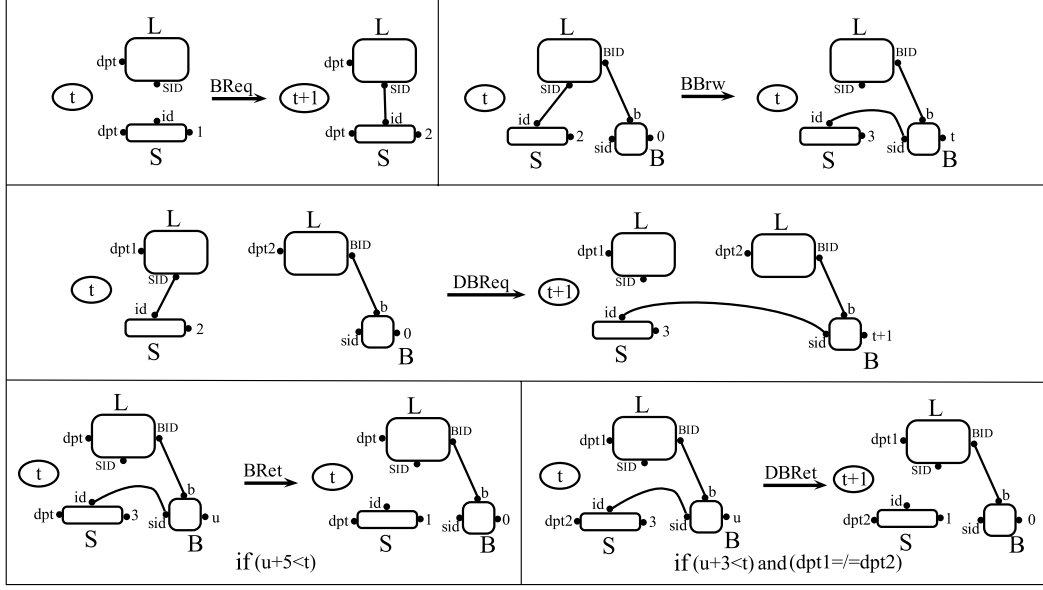 L L
dpt SID t BReq t+1 dpt SID
dpt id 1 dpt id 2
S S
L L
BID BID
t SID BBrw t SID
id 2 sid b 0 id 3 sid b t
S B S B
L L L L
dpt1 SID dpt2 BID dpt1 SID dpt2 BID
t DBReq t+1
id 2 sid b 0 id 3 sid b t+1
S B S B
L L
dpt SID BID dpt SID BID
t BRet t
dpt id 3 sid b u dpt id 1 sid b 0
S B S B
if (u+5<t)
L L
dpt1 SID BID dpt1 SID BID
t DBRet t+1
dpt2 id 3 sid b u dpt2 id 1 sid b 0
S B S B
if (u+3<t) and (dpt1=/=dpt2)